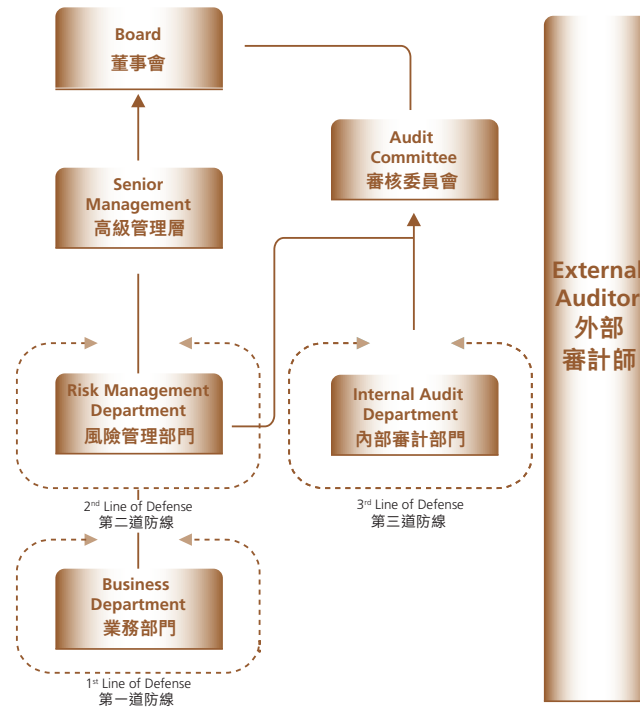 Board
董事會
Audit
Committee
審核委員會
Senior
Management
高級管理層
External
Auditor
外部
審計師
Risk Management
Department
風險管理部門
Internal Audit
Department
內部審計部門
2nd Line of Defense
第二道防線
3rd Line of Defense
第三道防線
Business
Department
業務部門
1st Line of Defense
第一道防線